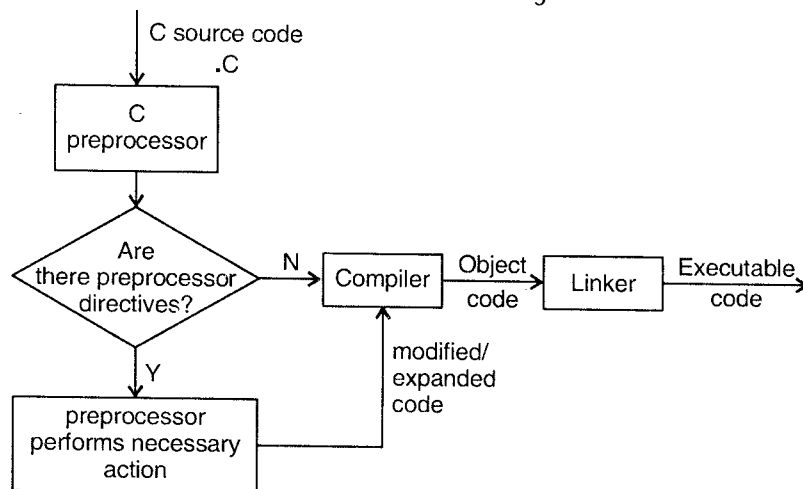 C source code
.C
C
preprocessor
Are
there preprocessor
directives?
N
Compiler
Object
code
Linker
Executable
code
Y
modified/
expanded
code
preprocessor
performs necessary
action